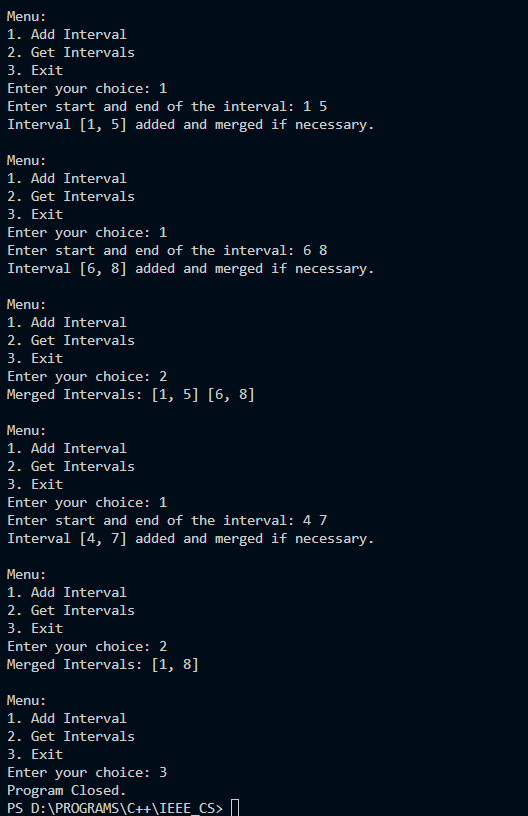 Menu:
1. Add Interval
2. Get Intervals
3. Exit
Enter your choice: 1
Enter start and end of the interval: 1 5
Interval [1, 5] added and merged if necessary.
Menu:
1. Add Interval
2. Get Intervals
3. Exit
Enter your choice: 1
Enter start and end of the interval: 6 8
Interval [6, 8] added and merged if necessary.
Menu:
1. Add Interval
2. Get Intervals
3. Exit
Enter your choice: 2
Merged Intervals: [1, 5] [6, 8]
Menu:
1. Add Interval
2. Get Intervals
3. Exit
Enter your choice: 1
Enter start and end of the interval: 4 7
Interval [4, 7] added and merged if necessary.
Menu:
1. Add Interval
2. Get Intervals
3. Exit
Enter your choice: 2
Merged Intervals: [1, 8]
Menu:
1. Add Interval
2. Get Intervals
3. Exit
Enter your choice: 3
Program Closed.
PS D:\PROGRAMS\C++\IEEE_CS>